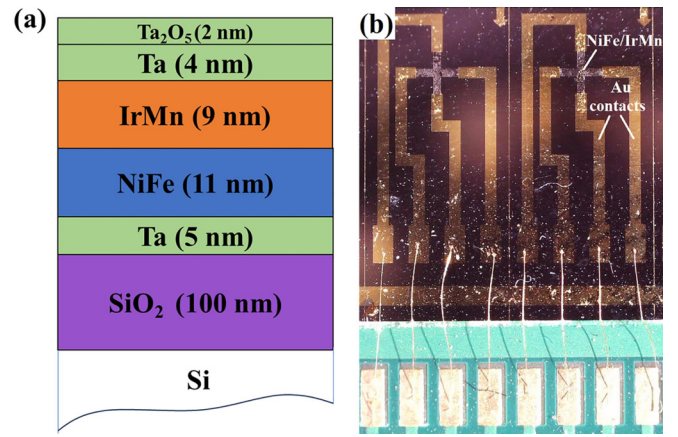 (a)
Ta₂O₅ (2 nm)
Ta (4 nm)
IrMn (9 nm)
NiFe (11 nm)
Ta (5 nm)
SiO₂ (100 nm)
Si
(b)
NiFe/IrMn
Au
contacts